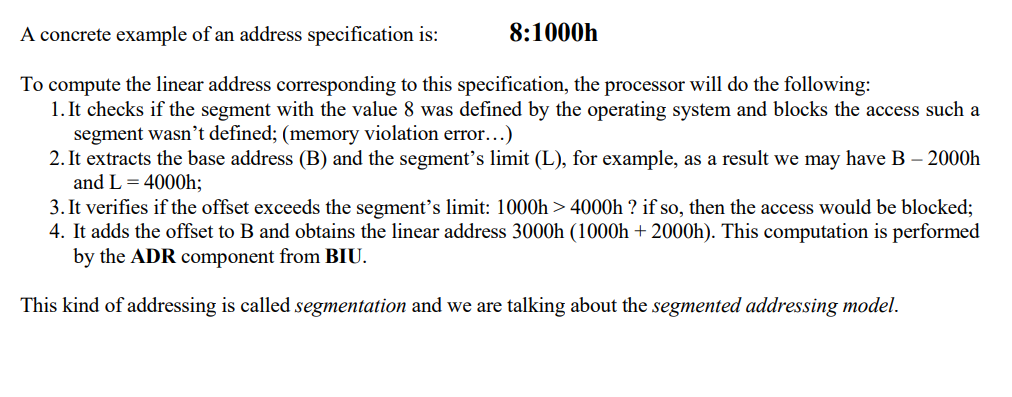 A concrete example of an address specification is: 8:1000h
To compute the linear address corresponding to this specification, the processor will do the following:
1. It checks if the segment with the value 8 was defined by the operating system and blocks the access such a
segment wasn’t defined; (memory violation error…)
2. It extracts the base address (B) and the segment’s limit (L), for example, as a result we may have B – 2000h
and L = 4000h;
3. It verifies if the offset exceeds the segment’s limit: 1000h > 4000h ? if so, then the access would be blocked;
4. It adds the offset to B and obtains the linear address 3000h (1000h + 2000h). This computation is performed
by the ADR component from BIU.
This kind of addressing is called segmentation and we are talking about the segmented addressing model.